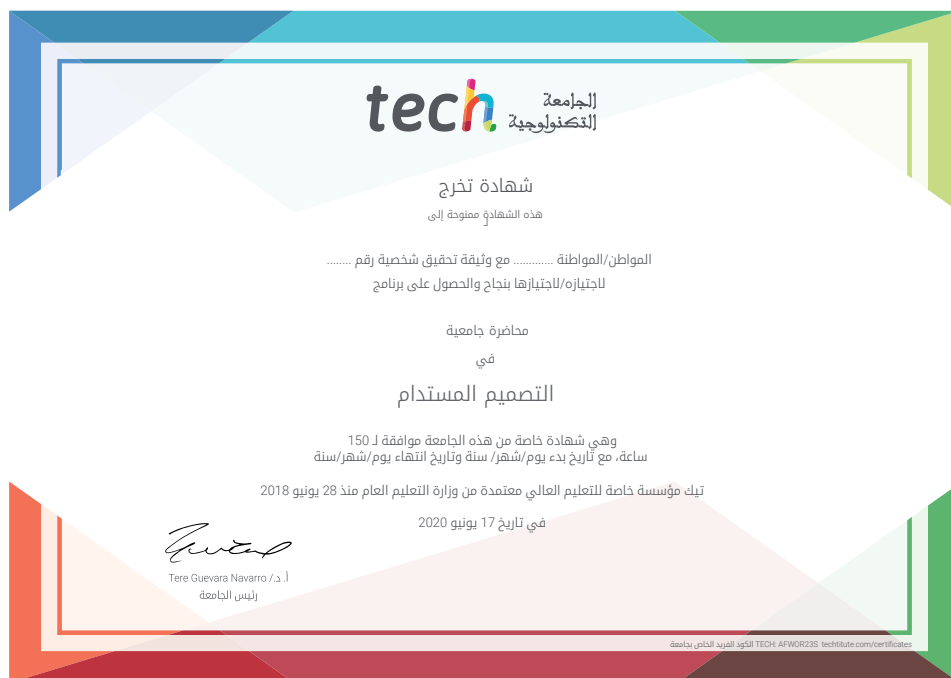 tech الجامعة
التكنولوجية
شهادة تخرج
هذه الشهادة ممنوحة إلى
المواطن/المواطنة ............. مع وثيقة تحقيق شخصية رقم ........
لاجتيازه/لاجتيازها بنجاح والحصول على برنامج
محاضرة جامعية
في
التصميم المستدام
وهي شهادة خاصة من هذه الجامعة موافقة لـ 150
ساعة، مع تاريخ بدء يوم/شهر/ سنة وتاريخ انتهاء يوم/شهر/سنة
تيك مؤسسة خاصة للتعليم العالي معتمدة من وزارة التعليم العام منذ 28 يونيو 2018
في تاريخ 17 يونيو 2020
أ. د./ Tere Guevara Navarro
رئيس الجامعة
الكود الفريد الخاص بجامعة TECH: AFWOR23S techtitute.com/certificates